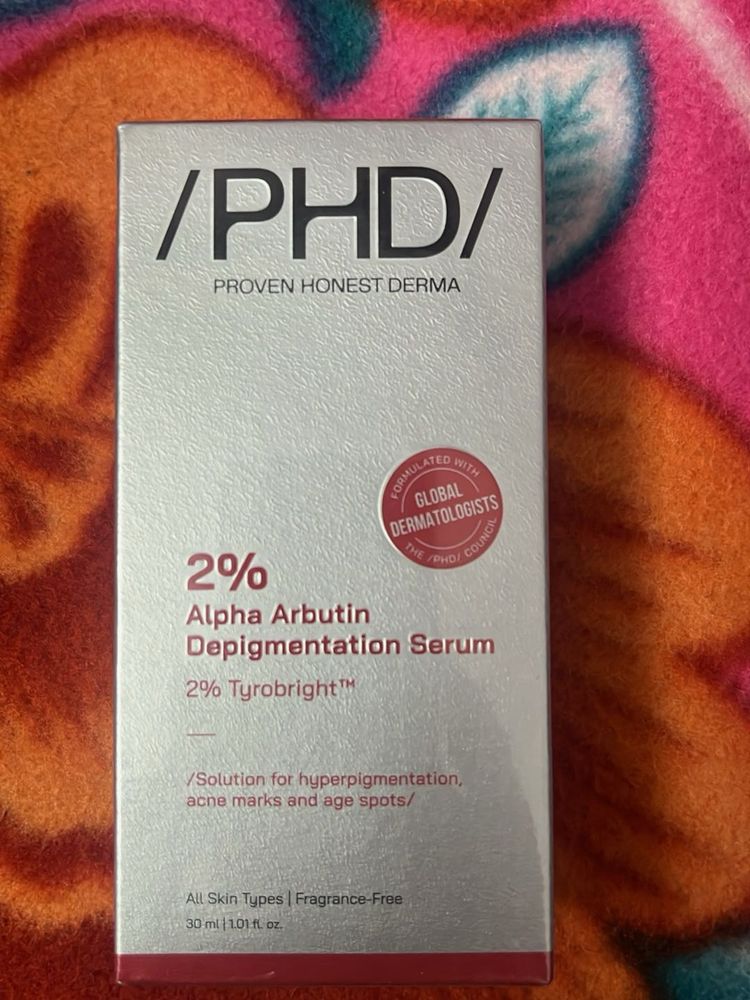 /PHD/
PROVEN HONEST DERMA
FORMULATED WITH
GLOBAL
DERMATOLOGISTS
THE /PHD/ COUNCIL
2%
Alpha Arbutin
Depigmentation Serum
2% Tyrobright™
/Solution for hyperpigmentation,
acne marks and age spots/
All Skin Types | Fragrance-Free
30 ml | 1.01 fl. oz.